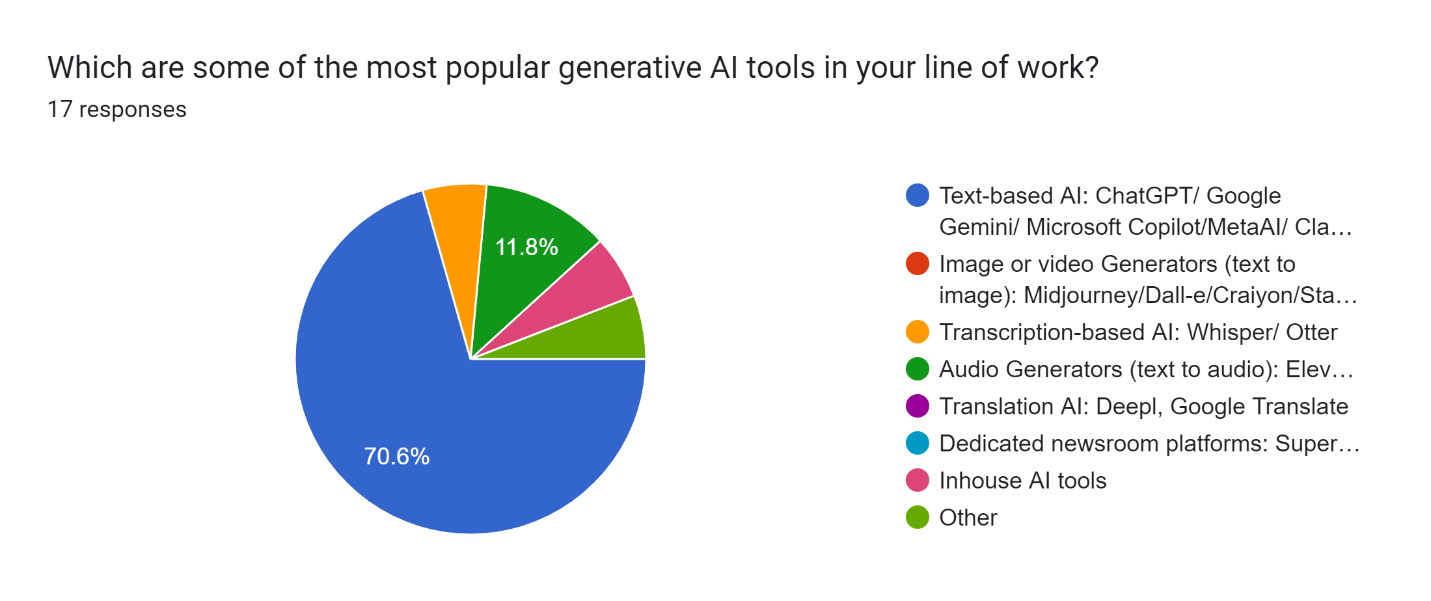 Which are some of the most popular generative AI tools in your line of work?
17 responses
11.8%
70.6%
Text-based AI: ChatGPT/ Google
Gemini/ Microsoft Copilot/MetaAI/ Cla…
Image or video Generators (text to
image): Midjourney/Dall-e/Craiyon/Sta…
Transcription-based AI: Whisper/ Otter
Audio Generators (text to audio): Elev…
Translation AI: Deepl, Google Translate
Dedicated newsroom platforms: Super…
Inhouse AI tools
Other